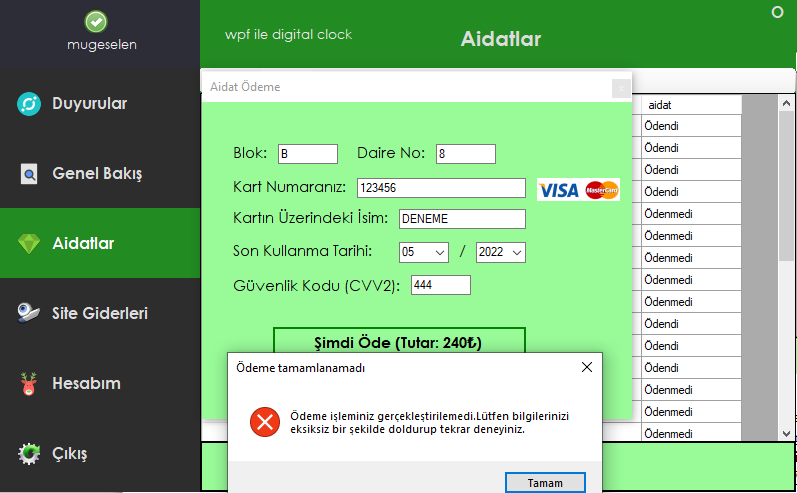 mugeselen
wpf ile digital clock
Aidatlar
O
Duyurular
Genel Bakış
Aidatlar
Site Giderleri
Hesabım
Çıkış
Aidat Ödeme
x
Blok: B Daire No: 8
Kart Numaranız: 123456 VISA MasterCard
Kartın Üzerindeki İsim: DENEME
Son Kullanma Tarihi: 05 / 2022
Güvenlik Kodu (CVV2): 444
Şimdi Öde (Tutar: 240₺)
Ödeme tamamlanamadı
Ödeme işleminiz gerçekleştirilemedi.Lütfen bilgilerinizi
eksiksiz bir şekilde doldurup tekrar deneyiniz.
Tamam
aidat
Ödendi
Ödendi
Ödendi
Ödendi
Ödenmedi
Ödenmedi
Ödenmedi
Ödenmedi
Ödendi
Ödendi
Ödendi
Ödenmedi
Ödenmedi
Ödenmedi
Ödenmedi